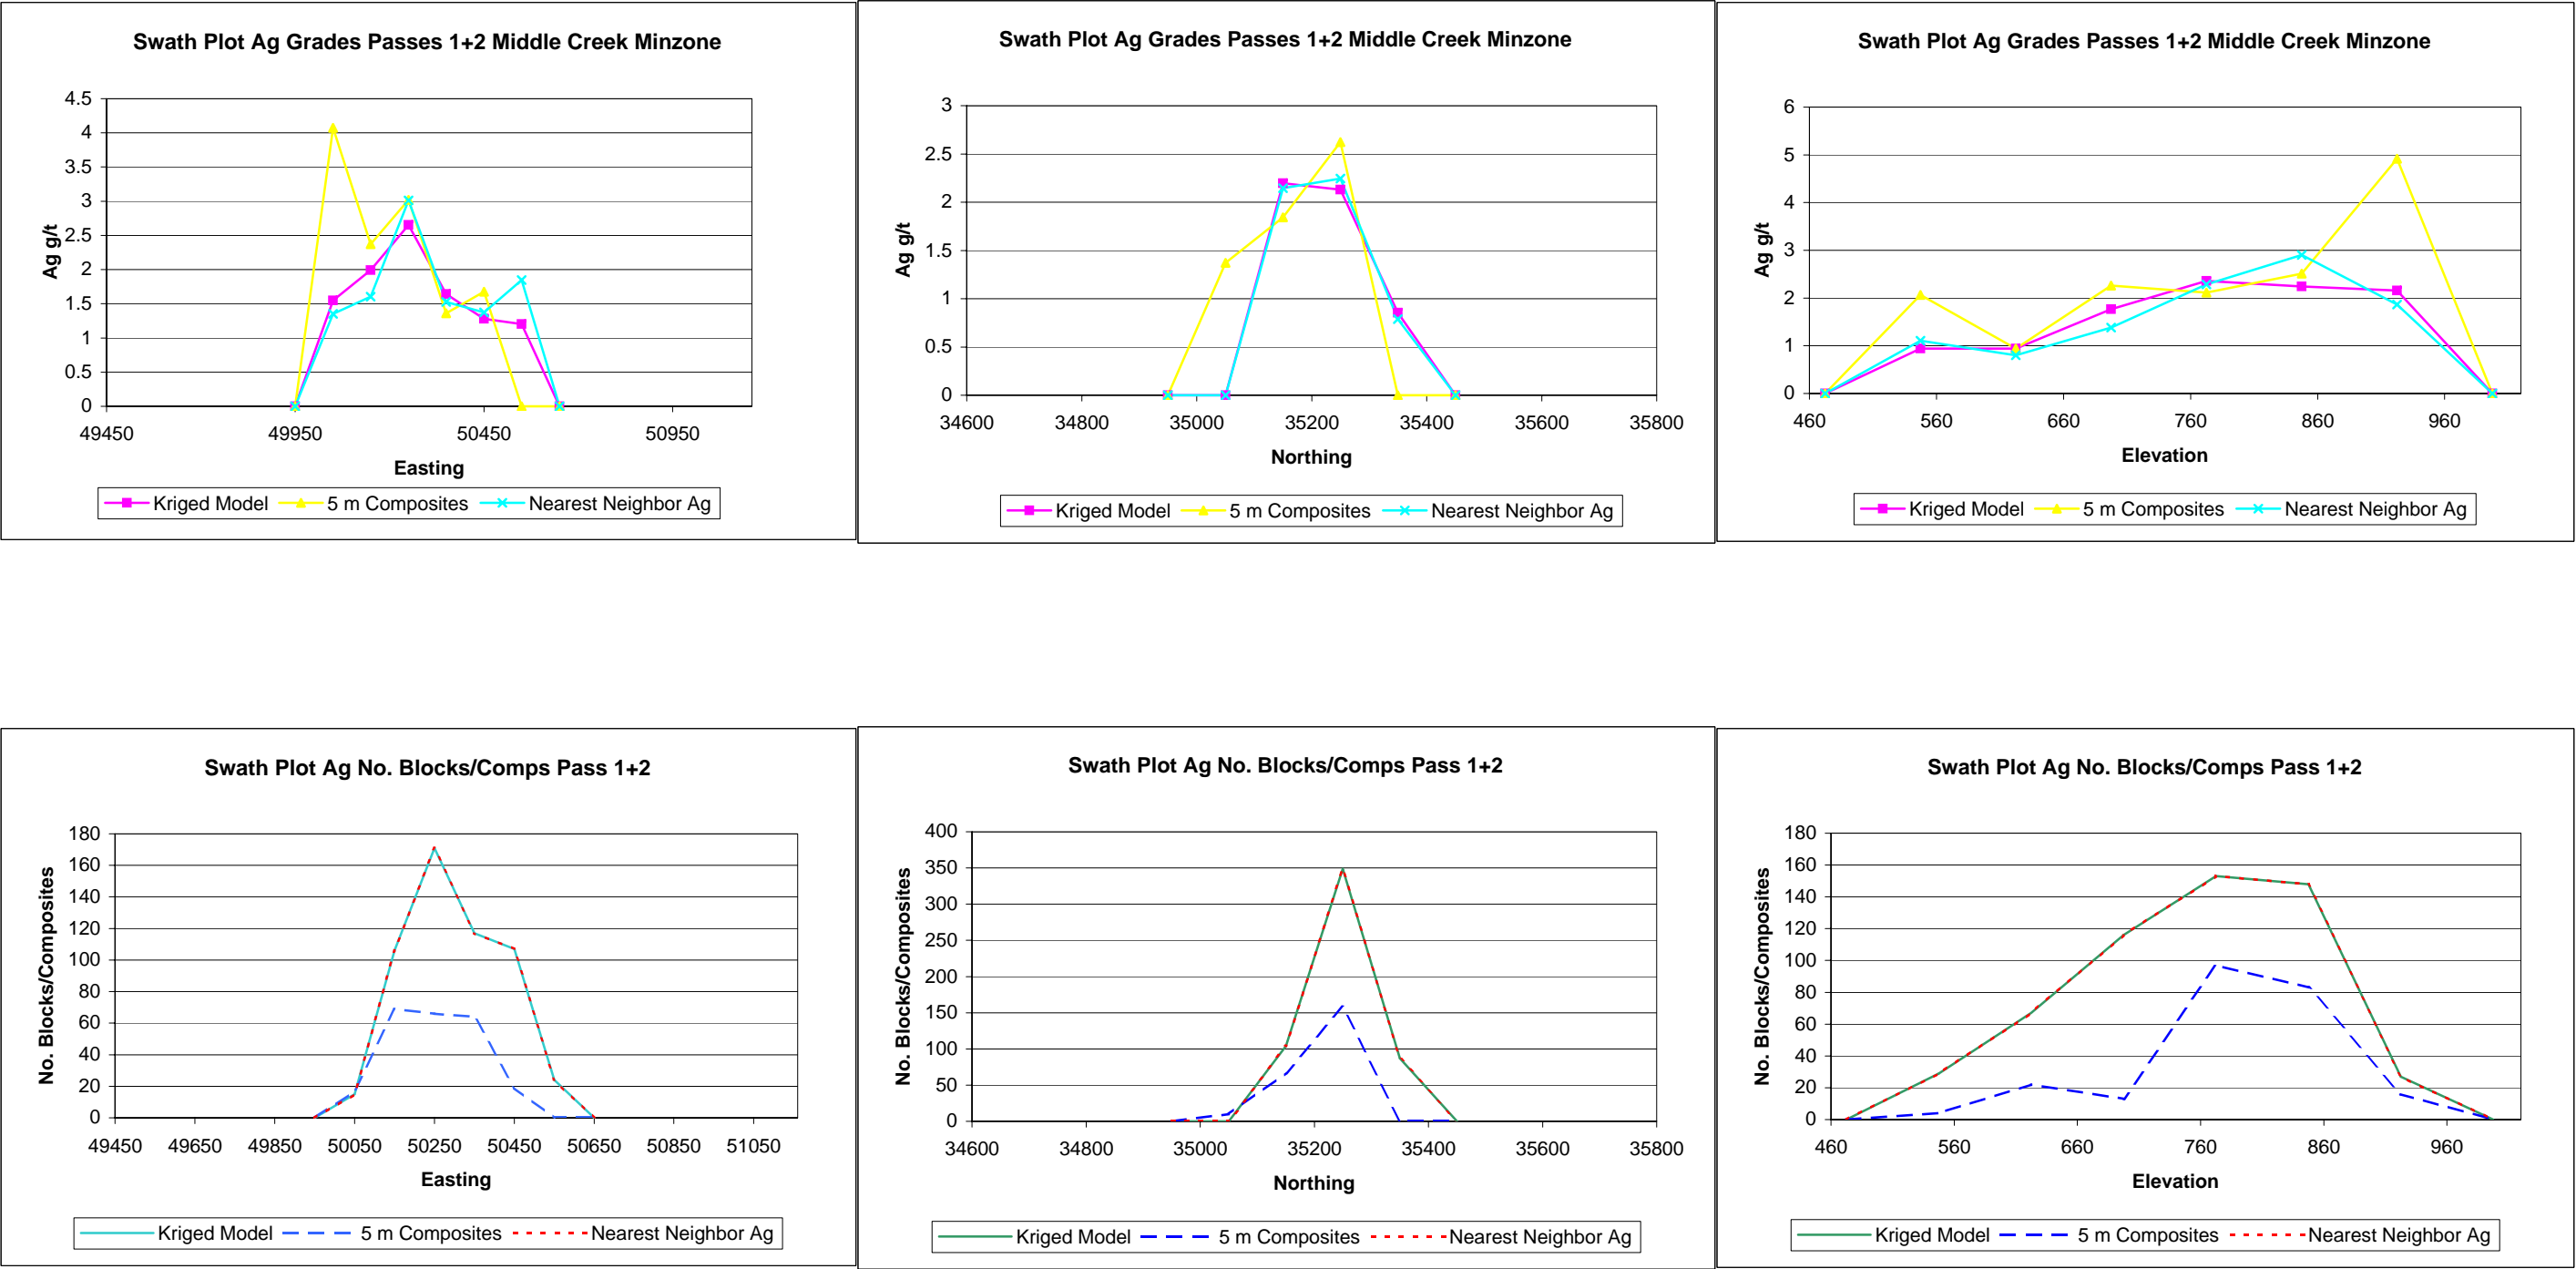 Swath Plot Ag Grades Passes 1+2 Middle Creek Minzone
4.5
4
3.5
3
2.5
2
1.5
1
0.5
0
Ag g/t
49450 49950 50450 50950
Easting
Kriged Model 5 m Composites Nearest Neighbor Ag
Swath Plot Ag Grades Passes 1+2 Middle Creek Minzone
3
2.5
2
1.5
1
0.5
0
Ag g/t
34600 34800 35000 35200 35400 35600 35800
Northing
Kriged Model 5 m Composites Nearest Neighbor Ag
Swath Plot Ag Grades Passes 1+2 Middle Creek Minzone
6
5
4
3
2
1
0
Ag g/t
460 560 660 760 860 960
Elevation
Kriged Model 5 m Composites Nearest Neighbor Ag
Swath Plot Ag No. Blocks/Comps Pass 1+2
180
160
140
120
100
80
60
40
20
0
No. Blocks/Composites
49450 49650 49850 50050 50250 50450 50650 50850 51050
Easting
Kriged Model 5 m Composites Nearest Neighbor Ag
Swath Plot Ag No. Blocks/Comps Pass 1+2
400
350
300
250
200
150
100
50
0
No. Blocks/Composites
34600 34800 35000 35200 35400 35600 35800
Northing
Kriged Model 5 m Composites Nearest Neighbor Ag
Swath Plot Ag No. Blocks/Comps Pass 1+2
180
160
140
120
100
80
60
40
20
0
No. Blocks/Composites
460 560 660 760 860 960
Elevation
Kriged Model 5 m Composites Nearest Neighbor Ag